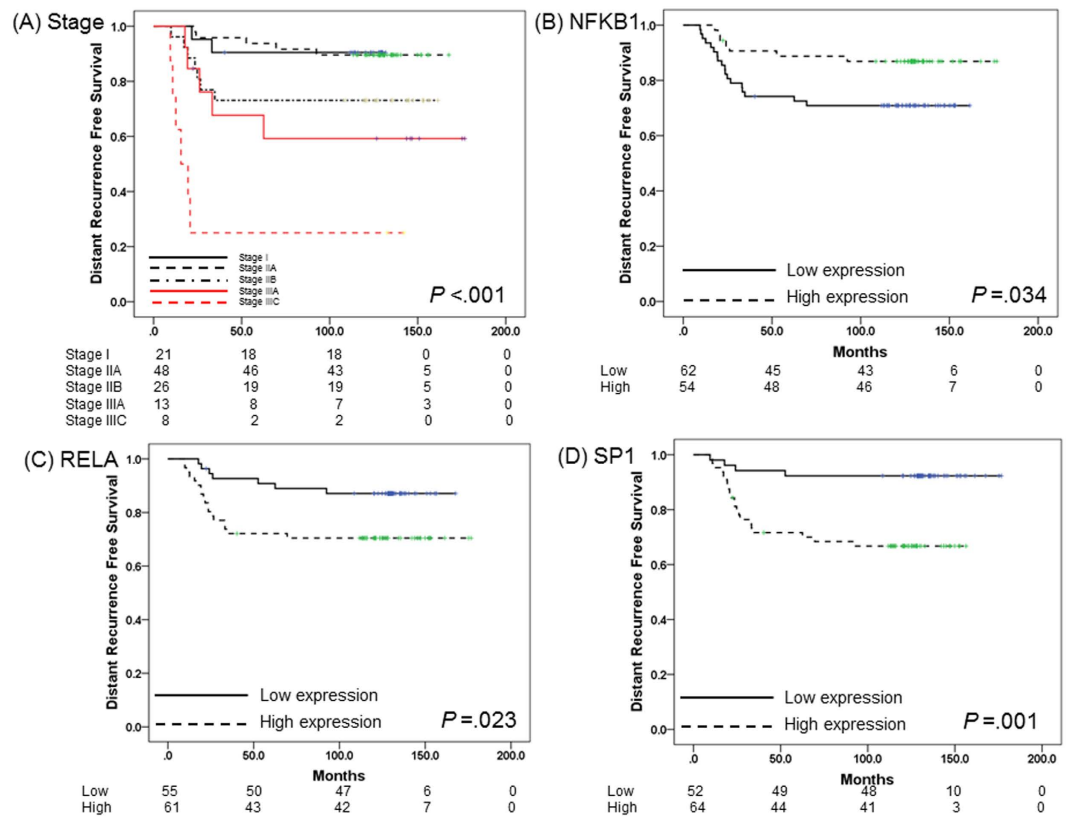 (A) Stage
Distant Recurrence Free Survival
1.0
0.8
0.6
0.4
0.2
0.0
Stage I
Stage IIA
Stage IIB
Stage IIIA
Stage IIIC
P <.001
.0 50.0 100.0 150.0 200.0
Stage I 21 18 18 0 0
Stage IIA 48 46 43 5 0
Stage IIB 26 19 19 5 0
Stage IIIA 13 8 7 3 0
Stage IIIC 8 2 2 0 0
(B) NFKB1
Distant Recurrence Free Survival
1.0
0.8
0.6
0.4
0.2
0.0
Low expression
High expression
P =.034
.0 50.0 100.0 150.0 200.0
Months
Low 62 45 43 6 0
High 54 48 46 7 0
(C) RELA
Distant Recurrence Free Survival
1.0
0.8
0.6
0.4
0.2
0.0
Low expression
High expression
P =.023
.0 50.0 100.0 150.0 200.0
Months
Low 55 50 47 6 0
High 61 43 42 7 0
(D) SP1
Distant Recurrence Free Survival
1.0
0.8
0.6
0.4
0.2
0.0
Low expression
High expression
P =.001
.0 50.0 100.0 150.0 200.0
Months
Low 52 49 48 10 0
High 64 44 41 3 0